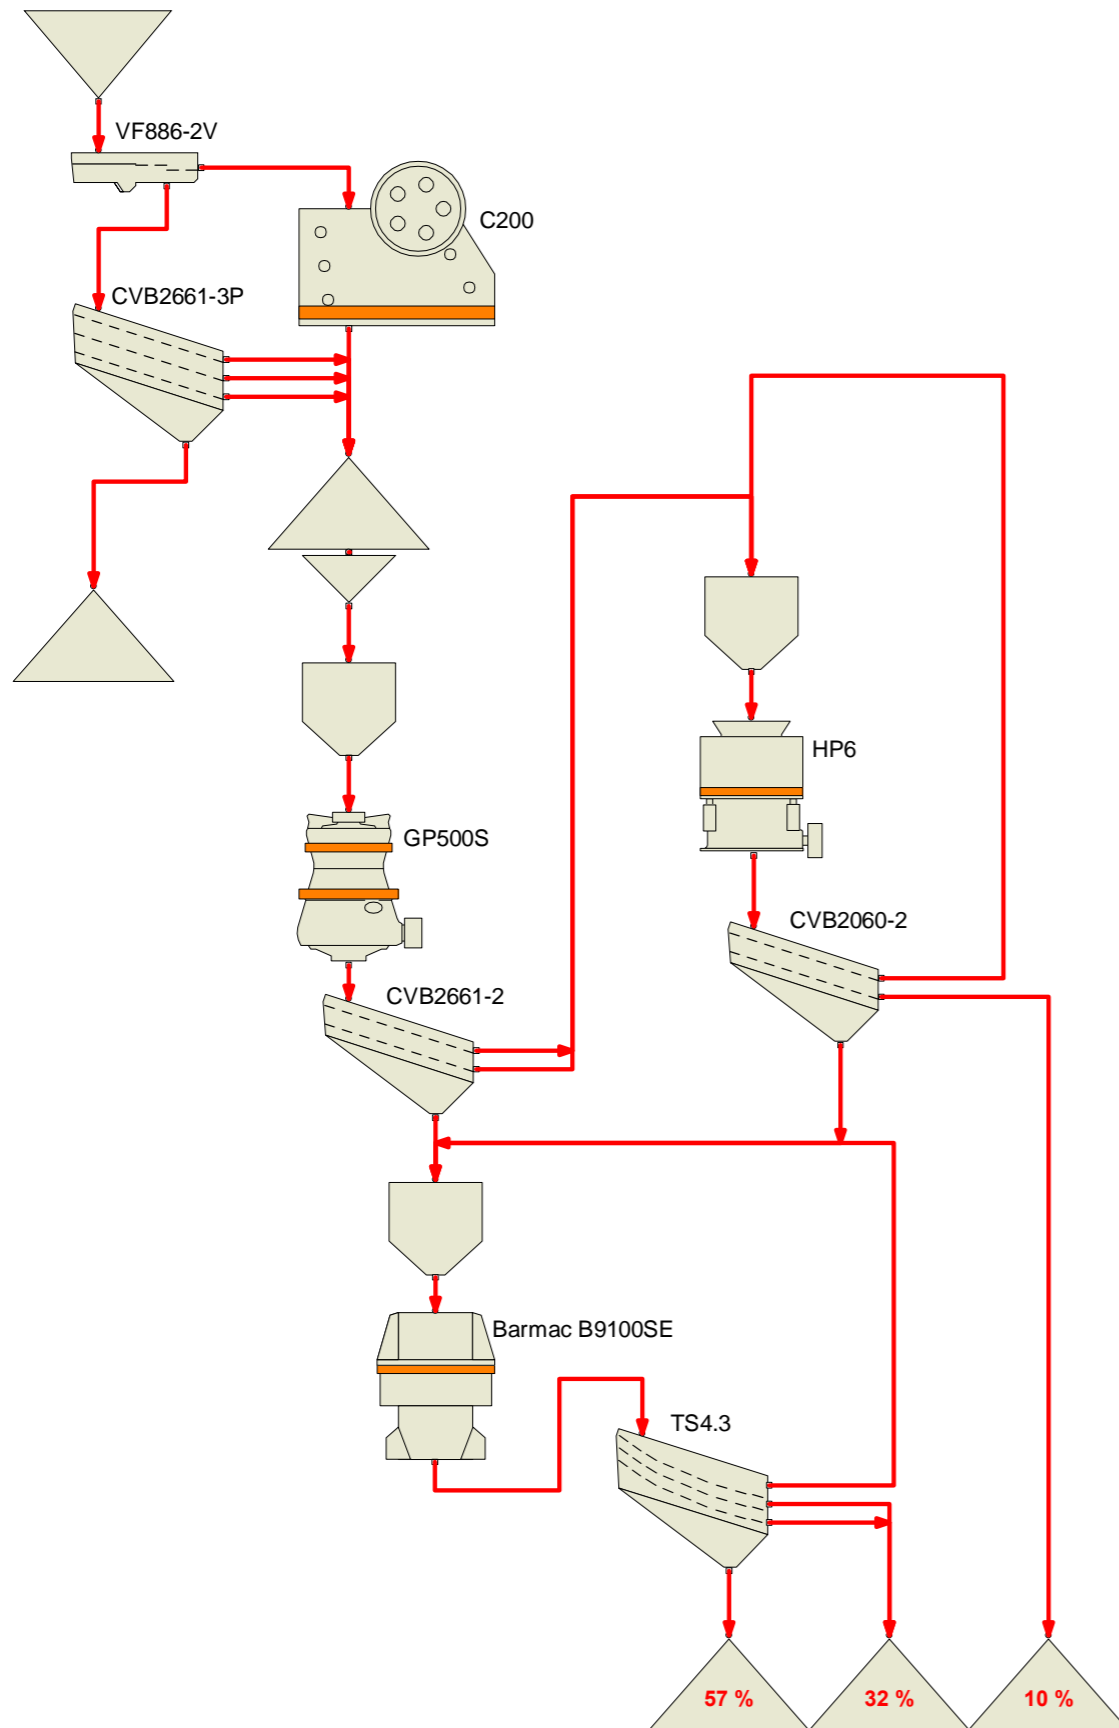 VF886-2V
C200
CVB2661-3P
HP6
GP500S
CVB2060-2
CVB2661-2
Barmac B9100SE
TS4.3
57 %
32 %
10 %